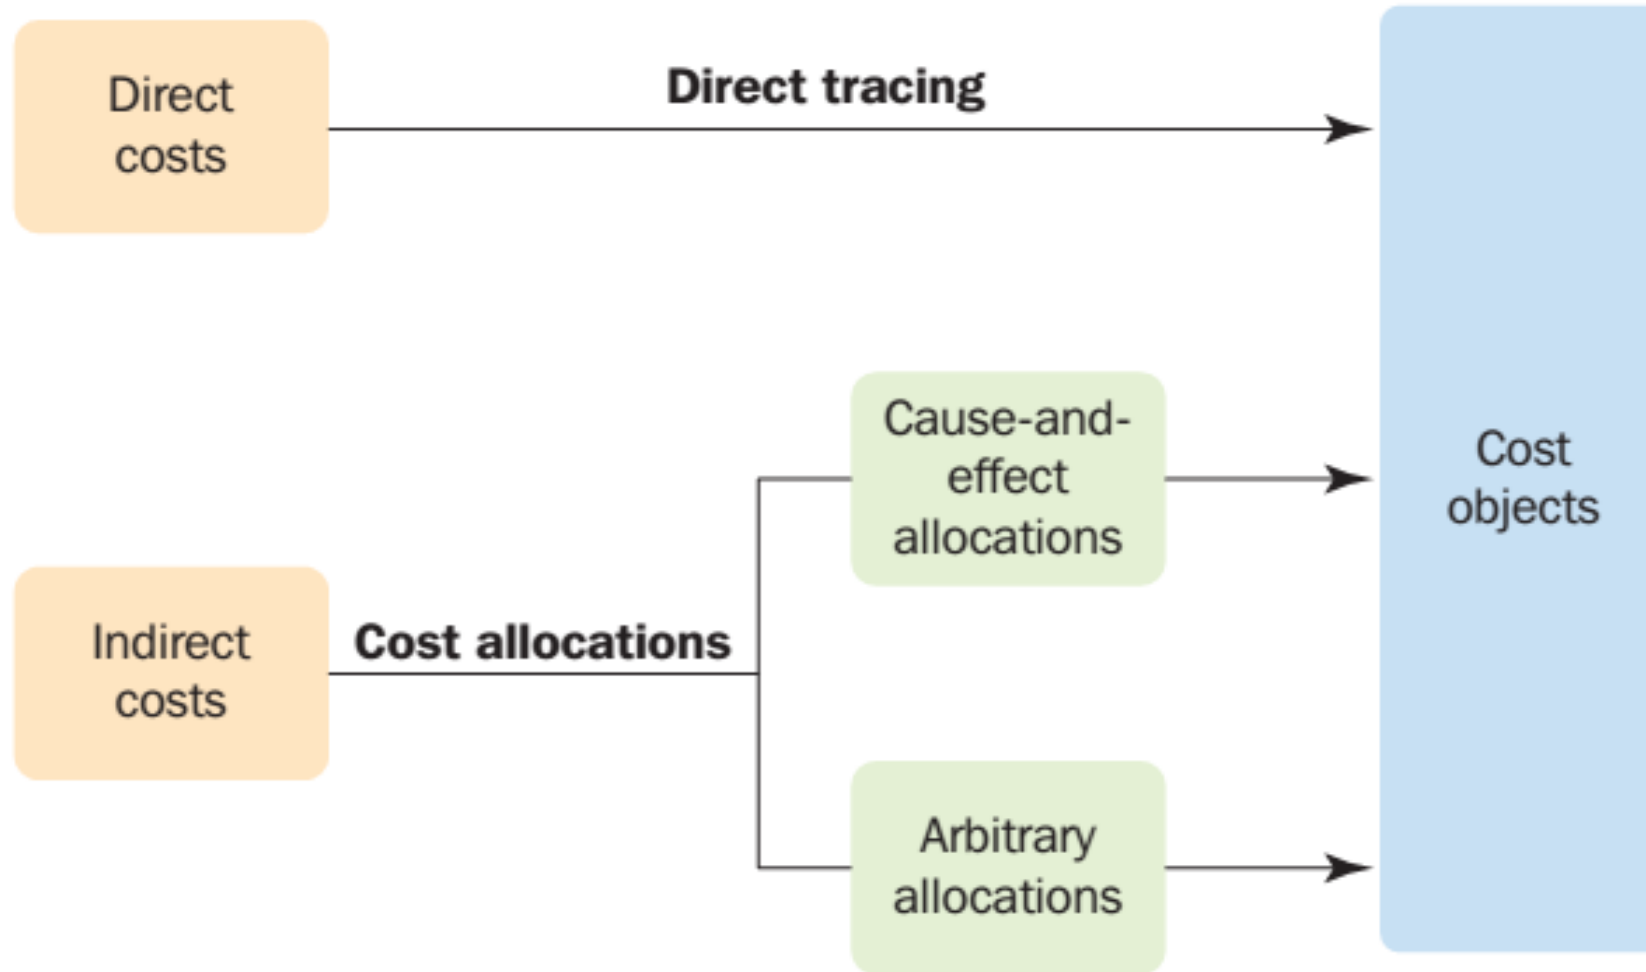 Direct
costs
Direct tracing
Cause-and-
effect
allocations
Cost
objects
Indirect
costs
Cost allocations
Arbitrary
allocations